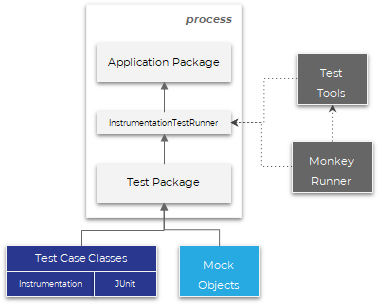 process
Application Package
InstrumentationTestRunner
Test Package
Test
Tools
Monkey
Runner
Test Case Classes
Instrumentation
JUnit
Mock
Objects